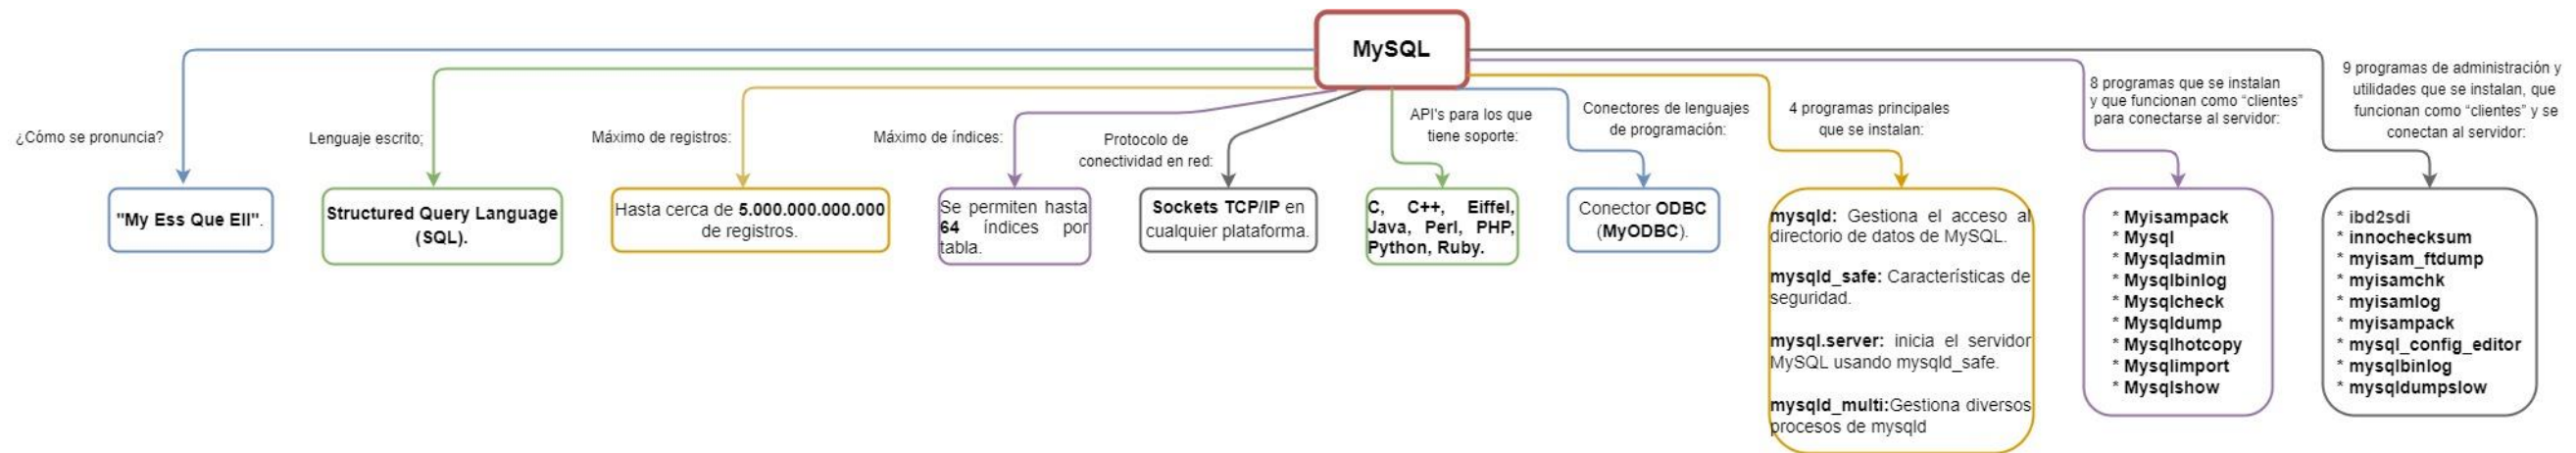 MySQL
¿Cómo se pronuncia?
"My Ess Que Ell".
Lenguaje escrito;
Structured Query Language
(SQL).
Máximo de registros:
Hasta cerca de 5.000.000.000.000
de registros.
Máximo de índices:
Se permiten hasta
64 índices por
tabla.
Protocolo de
conectividad en red:
Sockets TCP/IP en
cualquier plataforma.
API's para los que
tiene soporte:
C, C++, Eiffel,
Java, Perl, PHP,
Python, Ruby.
Conectores de lenguajes
de programación:
Conector ODBC
(MyODBC).
4 programas principales
que se instalan:
mysqld: Gestiona el acceso al
directorio de datos de MySQL.
mysqld_safe: Características de
seguridad.
mysql.server: inicia el servidor
MySQL usando mysqld_safe.
mysqld_multi:Gestiona diversos
procesos de mysqld
8 programas que se instalan
y que funcionan como “clientes”
para conectarse al servidor:
* Myisampack
* Mysql
* Mysqladmin
* Mysqlbinlog
* Mysqlcheck
* Mysqldump
* Mysqlhotcopy
* Mysqlimport
* Mysqlshow
9 programas de administración y
utilidades que se instalan, que
funcionan como “clientes” y se
conectan al servidor:
* ibd2sdi
* innochecksum
* myisam_ftdump
* myisamchk
* myisamlog
* myisampack
* mysql_config_editor
* mysqlbinlog
* mysqldumpslow